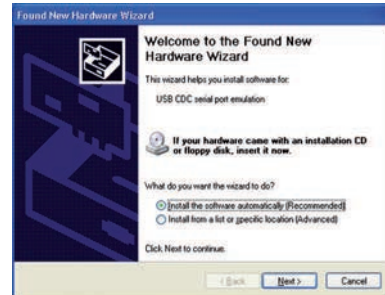 Found New Hardware Wizard
Welcome to the Found New
Hardware Wizard
This wizard helps you install software for:
USB CDC serial port emulation
If your hardware came with an installation CD
or floppy disk, insert it now.
What do you want the wizard to do?
Install the software automatically (Recommended)
Install from a list or specific location (Advanced)
Click Next to continue.
< Back
Next >
Cancel